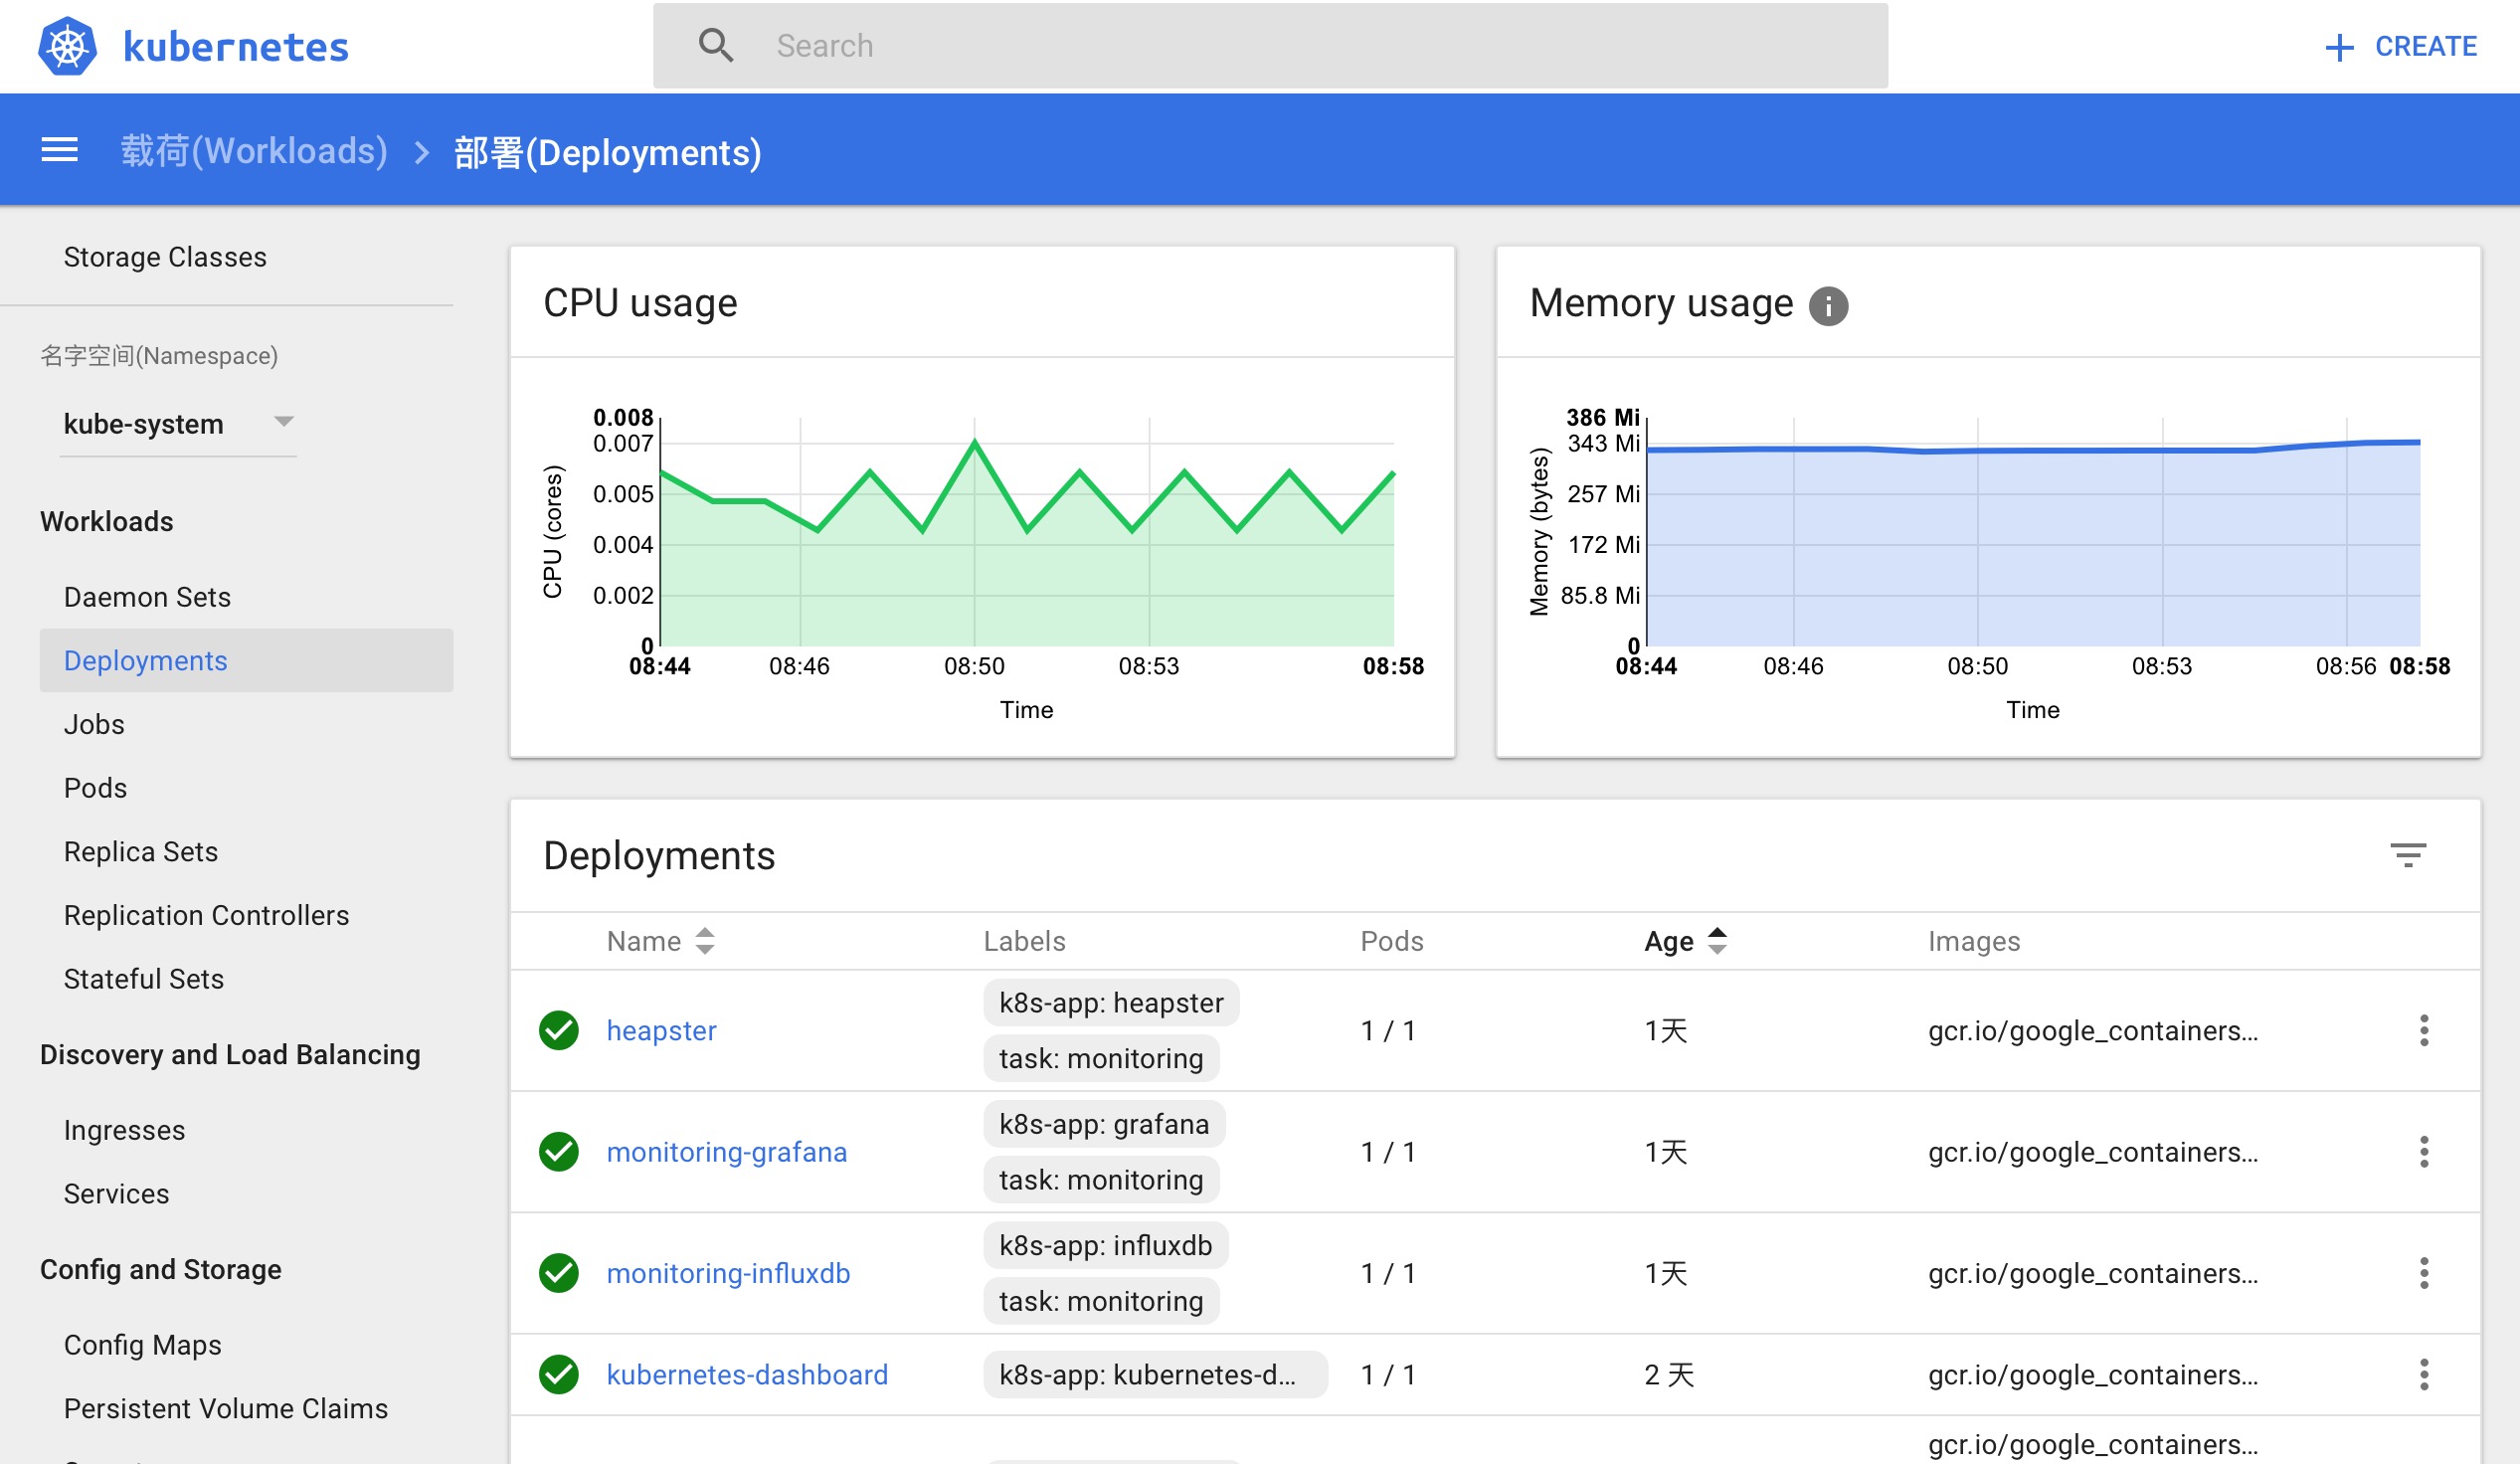 kubernetes
Search
CREATE
载荷(Workloads) 部署(Deployments)
Storage Classes
名字空间(Namespace)
kube-system
Workloads
Daemon Sets
Deployments
Jobs
Pods
Replica Sets
Replication Controllers
Stateful Sets
Discovery and Load Balancing
Ingresses
Services
Config and Storage
Config Maps
Persistent Volume Claims
CPU usage
CPU (cores)
0.008
0.007
0.005
0.004
0.002
0
08:44 08:46 08:50 08:53 08:58
Time
Memory usage
Memory (bytes)
386 Mi
343 Mi
257 Mi
172 Mi
85.8 Mi
0
08:44 08:46 08:50 08:53 08:56 08:58
Time
Deployments
Name Labels Pods Age Images
k8s-app: heapster
heapster 1 / 1 1天 gcr.io/google_containers...
task: monitoring
k8s-app: grafana
monitoring-grafana 1 / 1 1天 gcr.io/google_containers...
task: monitoring
k8s-app: influxdb
monitoring-influxdb 1 / 1 1天 gcr.io/google_containers...
task: monitoring
kubernetes-dashboard k8s-app: kubernetes-d... 1 / 1 2 天 gcr.io/google_containers...
gcr.io/google_containers...